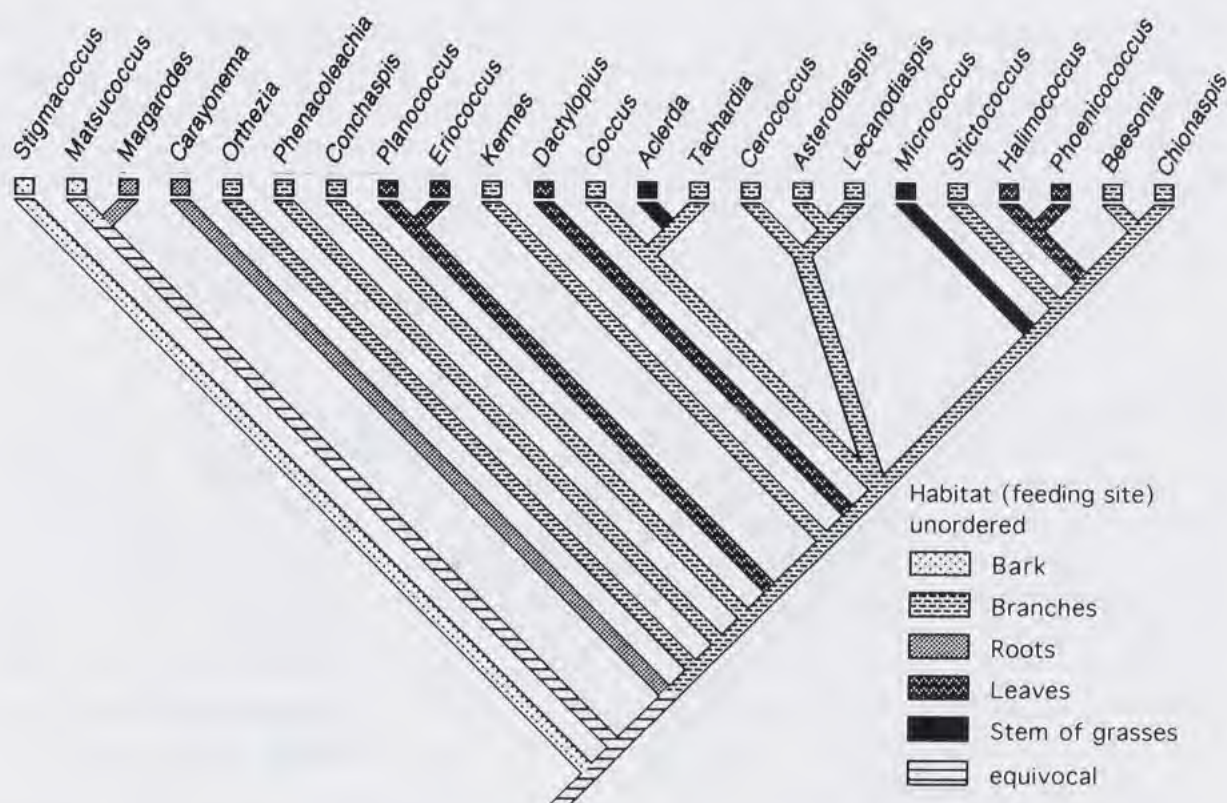 Stigmacoccus
Matsucoccus
Margarodes
Carayonema
Orthezia
Phenacoleachia
Conchaspis
Planococcus
Eriococcus
Kermes
Dactylopius
Coccus
Aclerda
Tachardia
Cerococcus
Asterodiaspis
Lecanodiaspis
Micrococcus
Stictococcus
Halimococcus
Phoenicococcus
Beesonia
Chionaspis
Habitat (feeding site)
unordered
Bark
Branches
Roots
Leaves
Stem of grasses
equivocal